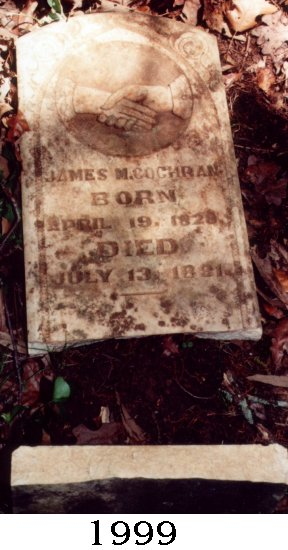 JAMES M. COCHRAN
BORN
APRIL 19, 1828
DIED
JULY 13, 1891
1999